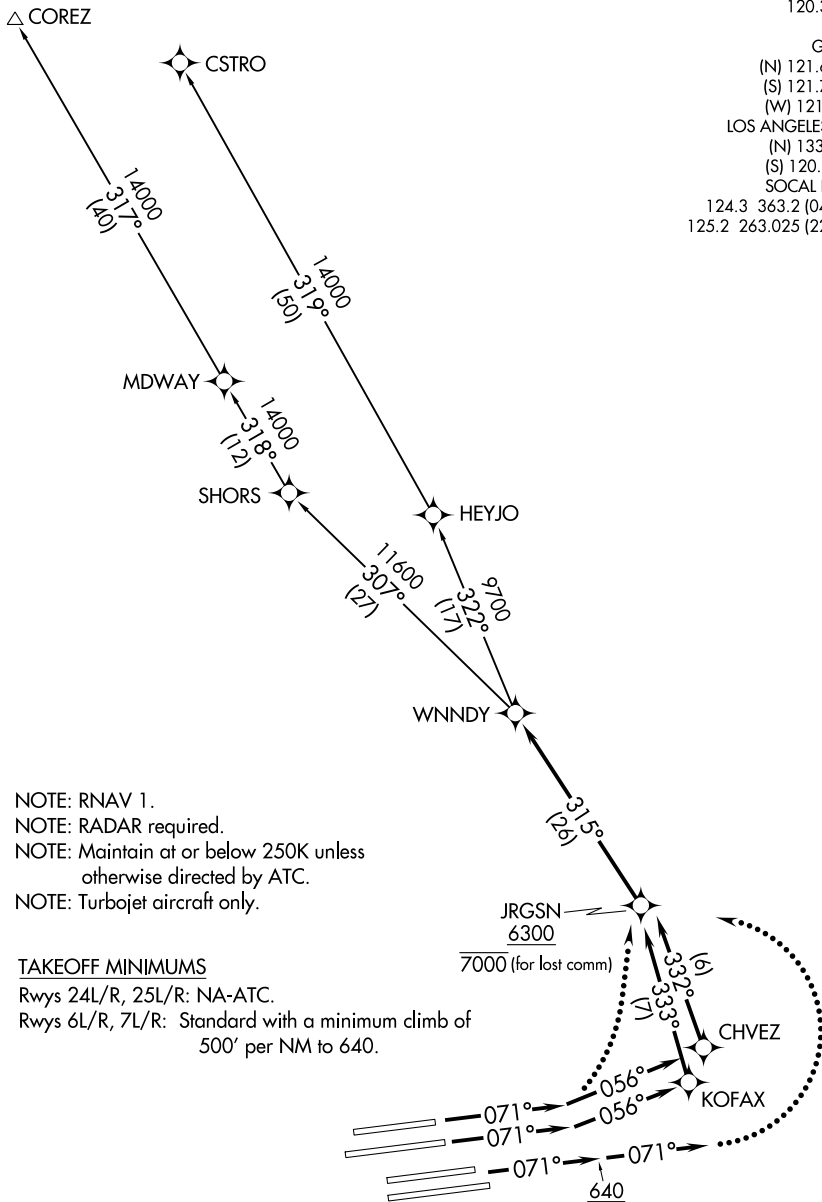 COREZ
CSTRO
120.3
G
(N) 121.
(S) 121.
(W) 121
LOS ANGELES
(N) 133
(S) 120.
SOCAL
124.3 363.2 (04
125.2 263.025 (22
14000
317°
(40)
14000
319°
(50)
MDWAY
14000
318°
(12)
SHORS
HEYJO
11600
307°
(27)
9700
322°
(17)
WNNDY
315°
(26)
NOTE: RNAV 1.
NOTE: RADAR required.
NOTE: Maintain at or below 250K unless
otherwise directed by ATC.
NOTE: Turbojet aircraft only.
JRGSN
6300
7000 (for lost comm)
TAKEOFF MINIMUMS
Rwys 24L/R, 25L/R: NA-ATC.
Rwys 6L/R, 7L/R: Standard with a minimum climb of
500' per NM to 640.
(6)
332°
333°
(7)
CHVEZ
KOFAX
071°
056°
071°
056°
071°
071°
640